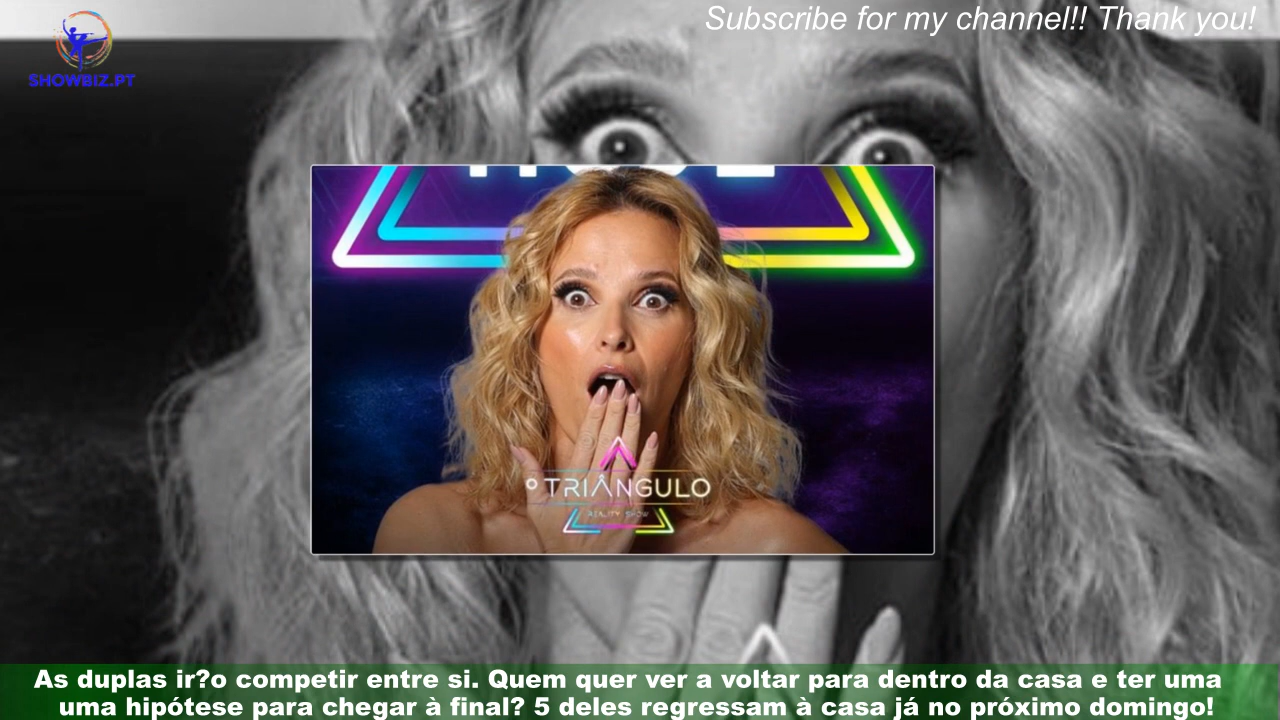 Subscribe for my channel!! Thank you!
SHOWBIZ.PT
O TRIÂNGULO
REALITY SHOW
As duplas ir?o competir entre si. Quem quer ver a voltar para dentro da casa e ter uma
uma hipótese para chegar à final? 5 deles regressam à casa já no próximo domingo!